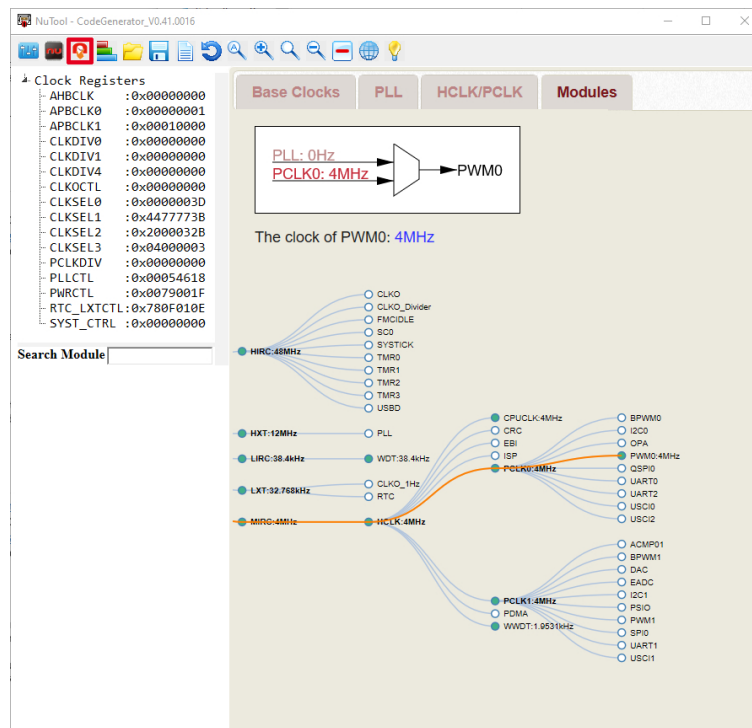 NuTool - CodeGenerator_V0.41.0016
Clock Registers
AHBCLK :0x00000000
APBCLK0 :0x00000001
APBCLK1 :0x00010000
CLKDIV0 :0x00000000
CLKDIV1 :0x00000000
CLKDIV4 :0x00000000
CLKOCTL :0x00000000
CLKSEL0 :0x0000003D
CLKSEL1 :0x4477773B
CLKSEL2 :0x2000032B
CLKSEL3 :0x04000003
PCLKDIV :0x00000000
PLLCTL :0x00054618
PWRCTL :0x0079001F
RTC_LXTCTL:0x780F010E
SYST_CTRL :0x00000000
Search Module
Base Clocks PLL HCLK/PCLK Modules
PLL: 0Hz
PCLK0: 4MHz
PWM0
The clock of PWM0: 4MHz
HIRC:48MHz
CLKO
CLKO_Divider
FMCIDLE
SC0
SYSTICK
TMR0
TMR1
TMR2
TMR3
USBD
HXT:12MHz
PLL
LIRC:38.4kHz
WDT:38.4kHz
LXT:32.768kHz
CLKO_1Hz
RTC
MIRC:4MHz
HCLK:4MHz
CPUCLK:4MHz
CRC
EBI
ISP
PCLK0:4MHz
BPWM0
I2C0
OPA
PWM0:4MHz
QSPI0
UART0
UART2
USCI0
USCI2
PCLK1:4MHz
PDMA
WWDT:1.9531kHz
ACMP01
BPWM1
DAC
EADC
I2C1
PSIO
PWM1
SPI0
UART1
USCI1